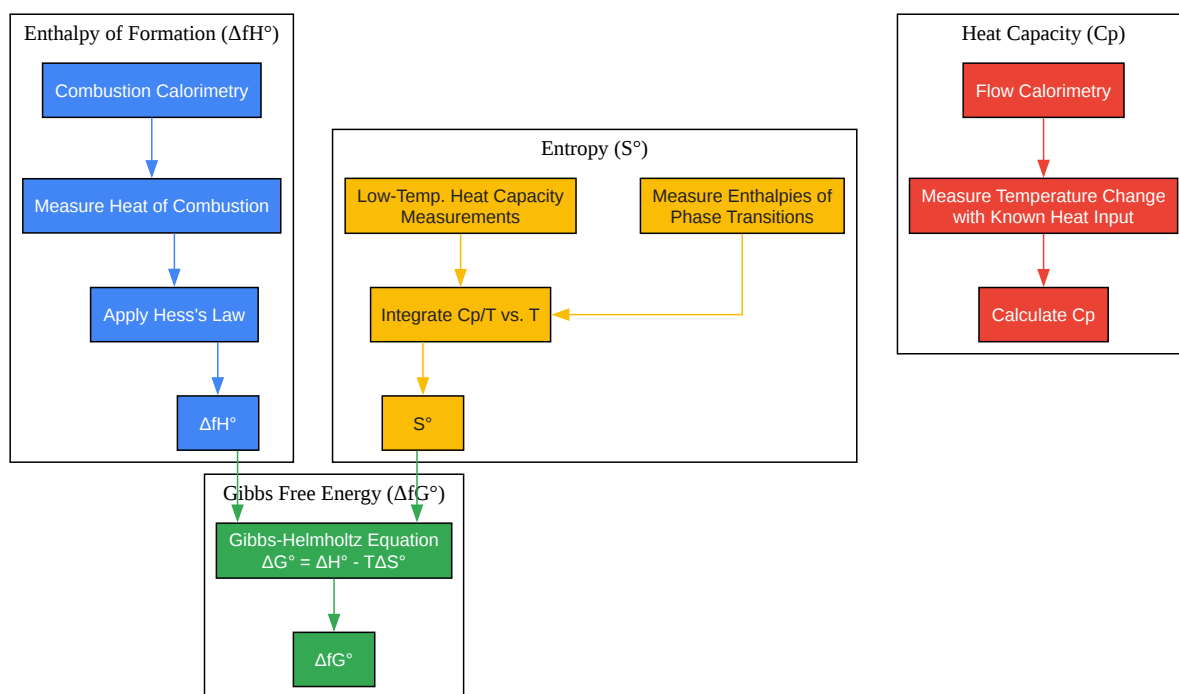 Enthalpy of Formation (ΔfH°)
Combustion Calorimetry
Measure Heat of Combustion
Apply Hess's Law
ΔfH°
Entropy (S°)
Low-Temp. Heat Capacity
Measurements
Measure Enthalpies of
Phase Transitions
Integrate Cp/T vs. T
S°
Gibbs Free Energy (ΔfG°)
Gibbs-Helmholtz Equation
ΔG° = ΔH° - TΔS°
ΔfG°
Heat Capacity (Cp)
Flow Calorimetry
Measure Temperature Change
with Known Heat Input
Calculate Cp